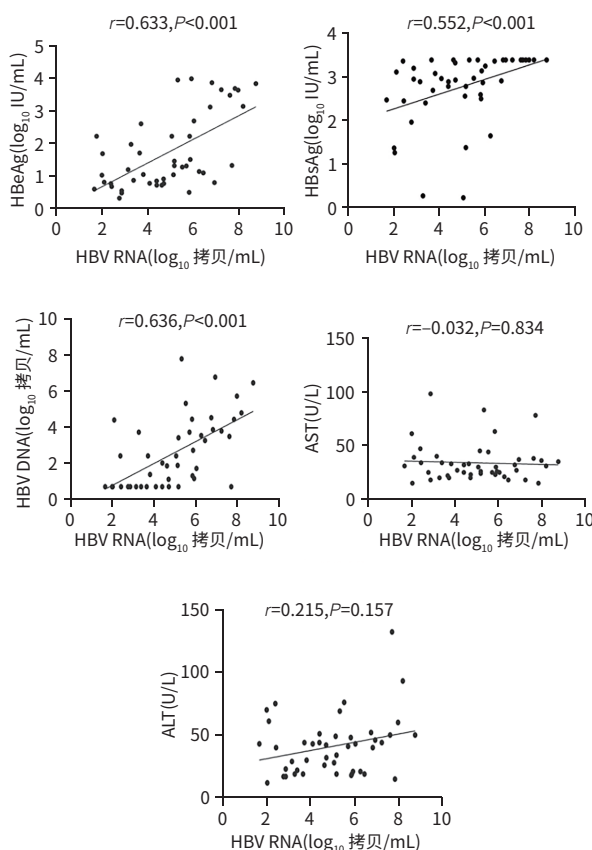 r=0.633,P<0.001
HBeAg(log₁₀ IU/mL)
5
4
3
2
1
0
0 2 4 6 8 10
HBV RNA(log₁₀ 拷贝/mL)
r=0.552,P<0.001
HBsAg(log₁₀ IU/mL)
4
3
2
1
0
0 2 4 6 8 10
HBV RNA(log₁₀ 拷贝/mL)
r=0.636,P<0.001
HBV DNA(log₁₀ 拷贝/mL)
10
8
6
4
2
0
0 2 4 6 8 10
HBV RNA(log₁₀ 拷贝/mL)
r=–0.032,P=0.834
AST(U/L)
150
100
50
0
0 2 4 6 8 10
HBV RNA(log₁₀ 拷贝/mL)
r=0.215,P=0.157
ALT(U/L)
150
100
50
0
0 2 4 6 8 10
HBV RNA(log₁₀ 拷贝/mL)